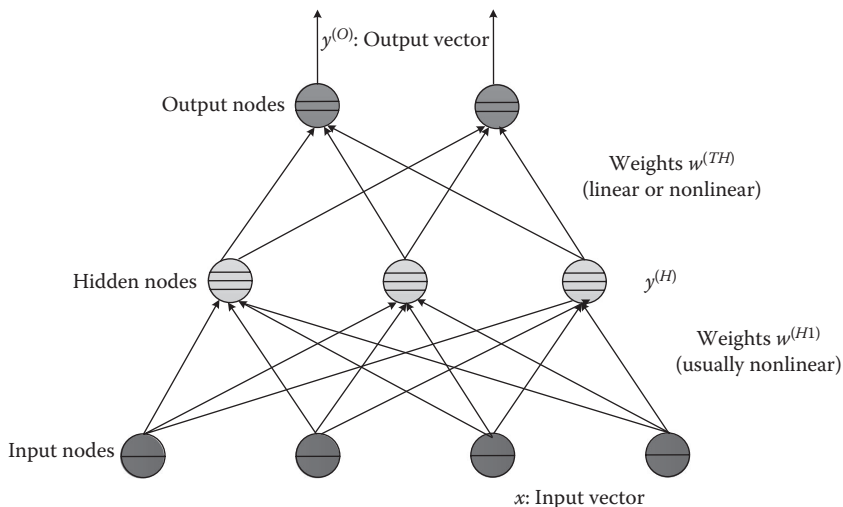 y(O): Output vector
Output nodes
Weights w(TH)
(linear or nonlinear)
Hidden nodes
y(H)
Weights w(H1)
(usually nonlinear)
Input nodes
x: Input vector